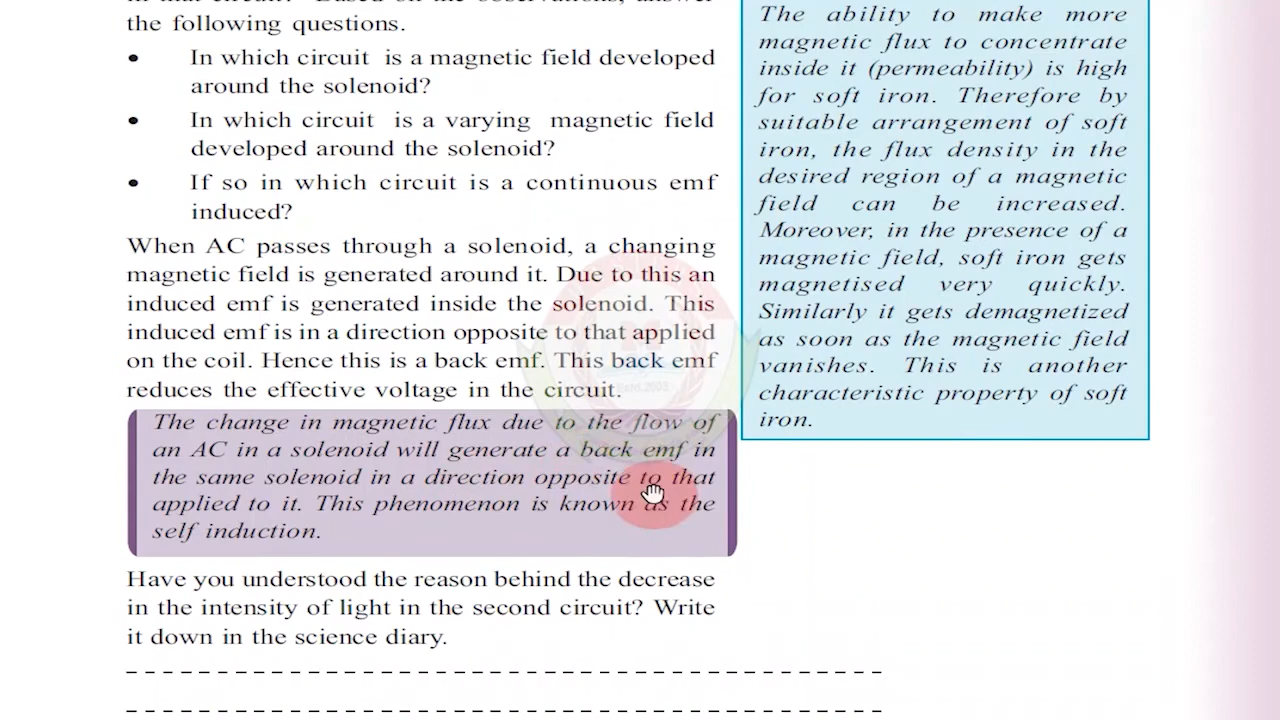 the following questions.
• In which circuit is a magnetic field developed
around the solenoid?
• In which circuit is a varying magnetic field
developed around the solenoid?
• If so in which circuit is a continuous emf
induced?
When AC passes through a solenoid, a changing
magnetic field is generated around it. Due to this an
induced emf is generated inside the solenoid. This
induced emf is in a direction opposite to that applied
on the coil. Hence this is a back emf. This back emf
reduces the effective voltage in the circuit.
The change in magnetic flux due to the flow of
an AC in a solenoid will generate a back emf in
the same solenoid in a direction opposite to that
applied to it. This phenomenon is known as the
self induction.
Have you understood the reason behind the decrease
in the intensity of light in the second circuit? Write
it down in the science diary.
The ability to make more
magnetic flux to concentrate
inside it (permeability) is high
for soft iron. Therefore by
suitable arrangement of soft
iron, the flux density in the
desired region of a magnetic
field can be increased.
Moreover, in the presence of a
magnetic field, soft iron gets
magnetised very quickly.
Similarly it gets demagnetized
as soon as the magnetic field
vanishes. This is another
characteristic property of soft
iron.